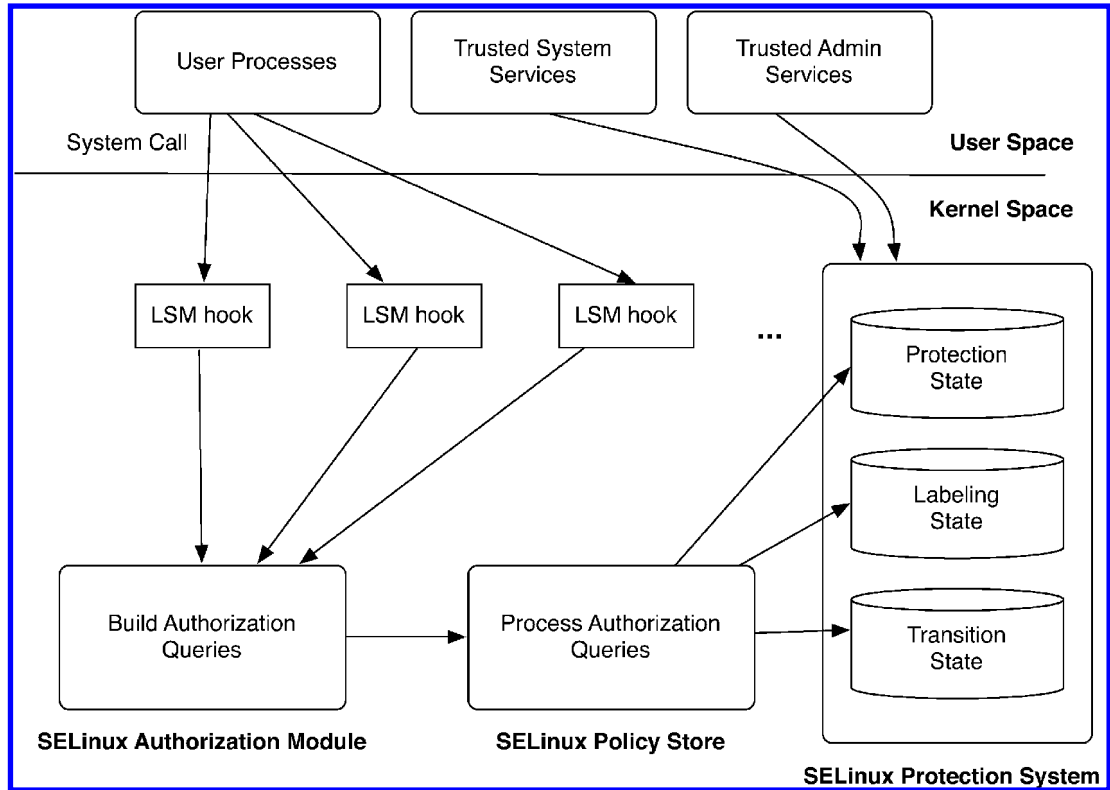 User Processes
Trusted System
Services
Trusted Admin
Services
System Call
User Space
Kernel Space
LSM hook
LSM hook
LSM hook
...
Protection
State
Labeling
State
Transition
State
Build Authorization
Queries
Process Authorization
Queries
SELinux Authorization Module
SELinux Policy Store
SELinux Protection System